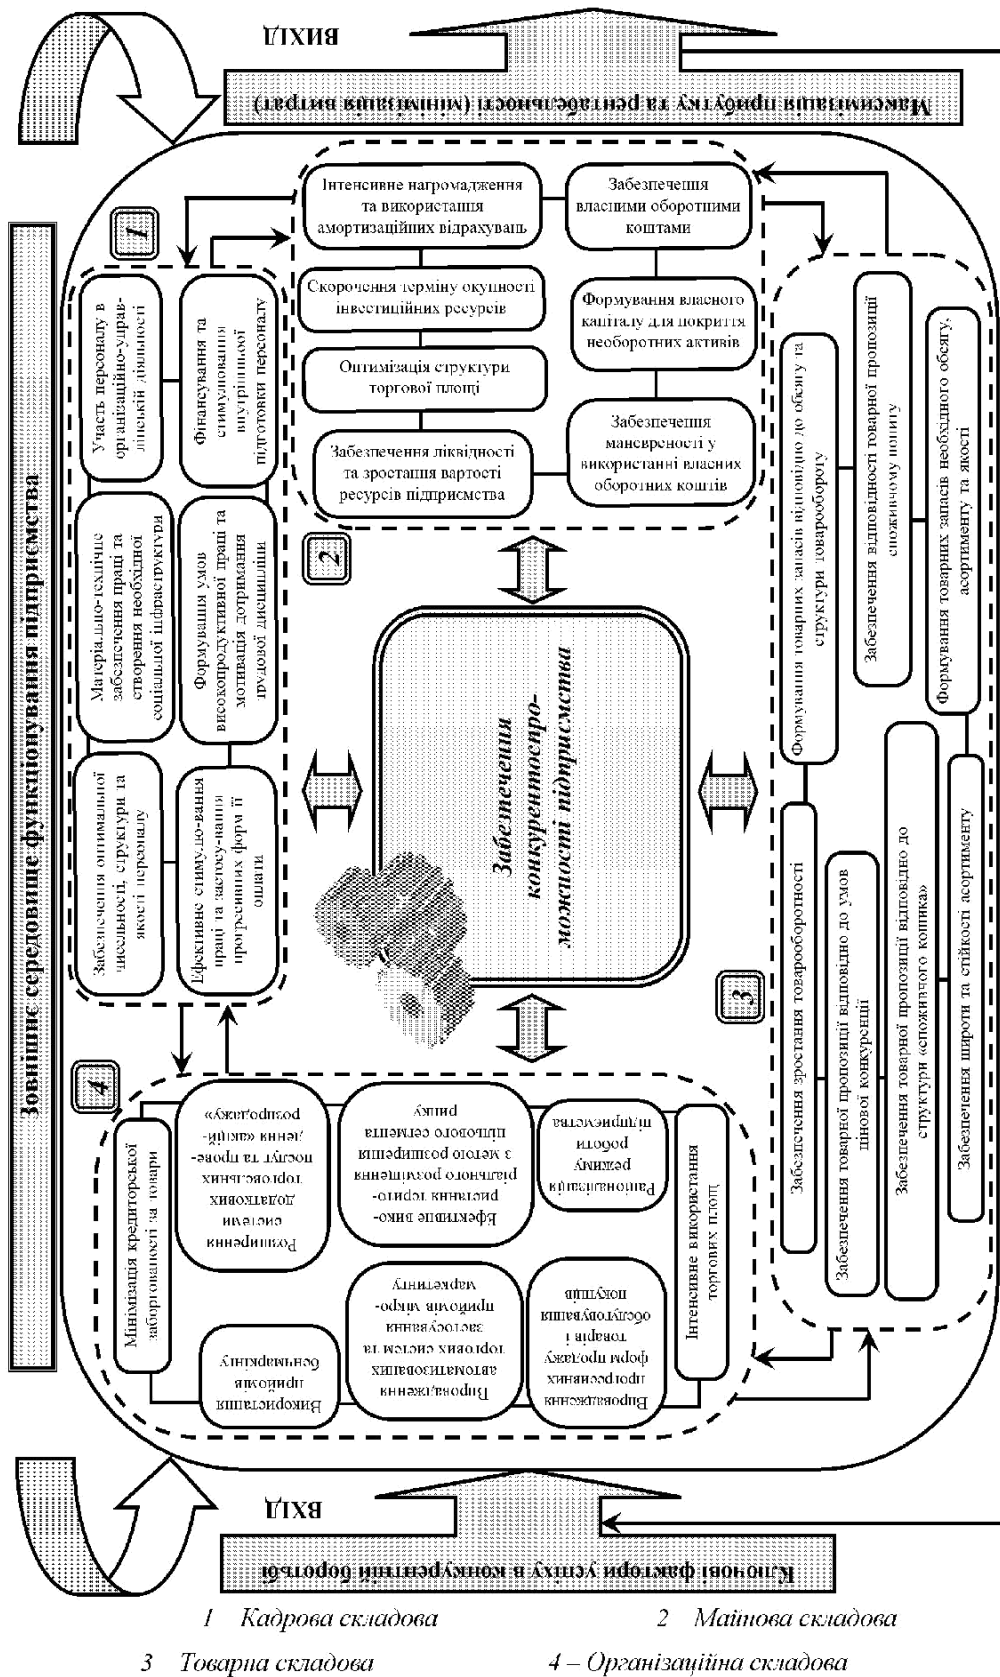 Зовнішнє середовище функціонування підприємства
ВХІД
Ключові фактори успіху в конкурентній боротьбі
ВИХІД
Максимізація прибутку та рентабельності (мінімізація витрат)
1
Забезпечення оптимальної
чисельності, структури та
якості персоналу
Матеріально-технічне
забезпечення праці та
створення необхідної
соціальної інфраструктури
Участь персоналу в
організаційно-управ-
лінській діяльності
Ефективне стимулю-вання
праці та застосу-вання
прогресивних форм її
оплати
Формування умов
високопродуктивної праці та
мотивація дотримання
трудової дисципліни
Фінансування та
стимулювання
внутрішньої
підготовки персоналу
2
Інтенсивне нагромадження
та використання
амортизаційних відрахувань
Забезпечення
власними оборотними
коштами
Скорочення терміну окупності
інвестиційних ресурсів
Формування власного
капіталу для покриття
необоротних активів
Оптимізація структури
торгової площі
Забезпечення ліквідності
та зростання вартості
ресурсів підприємства
Забезпечення
маневреності у
використанні власних
оборотних коштів
Забезпечення
конкурентоспро-
можності підприємства
3
Забезпечення зростання товарооборотності
Формування товарних запасів відповідно до обсягу та
структури товарообороту
Забезпечення товарної пропозиції відповідно до умов
цінової конкуренції
Забезпечення відповідності товарної пропозиції
споживчому попиту
Забезпечення товарної пропозиції відповідно до
структури «споживчого кошика»
Формування товарних запасів необхідного обсягу,
асортименту та якості
Забезпечення широти та стійкості асортименту
4
Мінімізація кредиторської
заборгованості за товари
Використання
прийомів
бенчмаркінгу
Розширення
системи
додаткових
торговельних
послуг та прове-
дення «акцій-
розпродажу»
Впровадження
автоматизованих
торгових систем та
застосування
прийомів мікро-
маркетингу
Ефективне вико-
ристання терито-
ріального розміщення
з метою розширення
цільового сегмента
ринку
Впровадження
прогресивних
форм продажу
товарів і
обслуговування
покупців
Раціоналізація
режиму
роботи
підприємства
Інтенсивне використання
торгових площ
1 Кадрова складова
2 Майнова складова
3 Товарна складова
4 – Організаційна складова